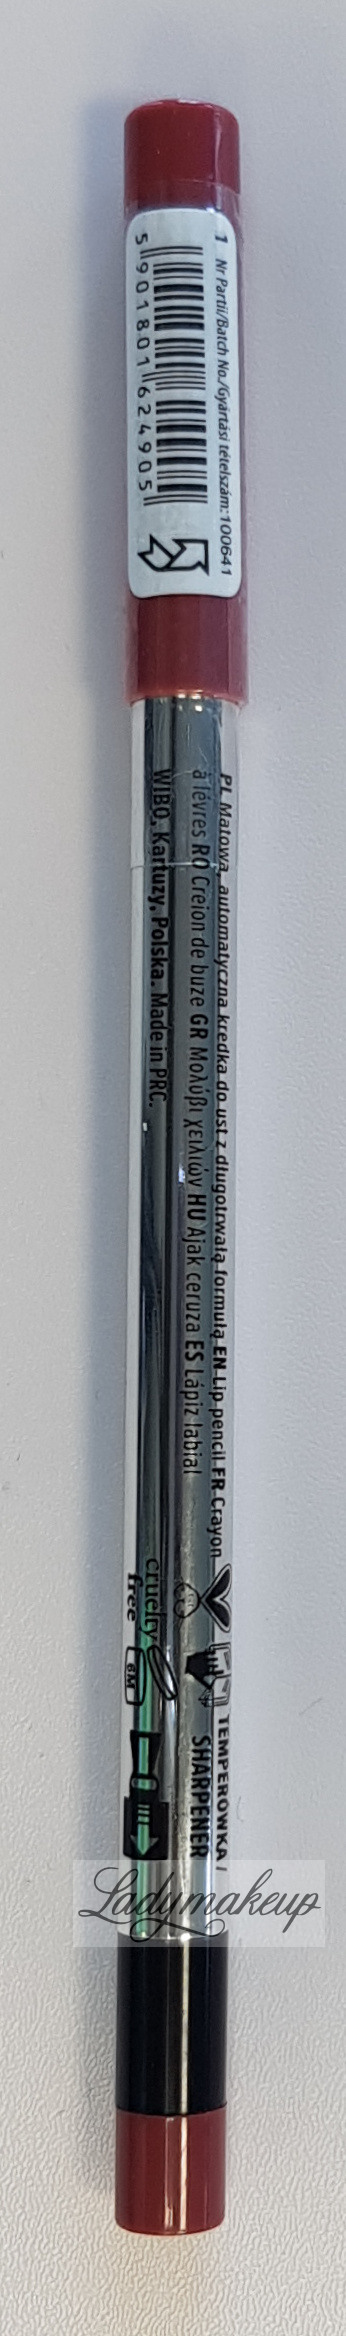 1 Nr Partii/Batch No./Gyártási tételszám:100641
5 901801 624905
PL Matowa, automatyczna kredka do ust z długotrwałą formułą EN Lip pencil FR Crayon
à lévres RO Creion de buze GR Μολύβι χειλιών HU Ajak ceruza ES Lápiz labial
WIBO, Kartuzy, Polska. Made in PRC.
cruelty
free
6M
TEMPERÓWKA /
SHARPENER
Ladymakeup